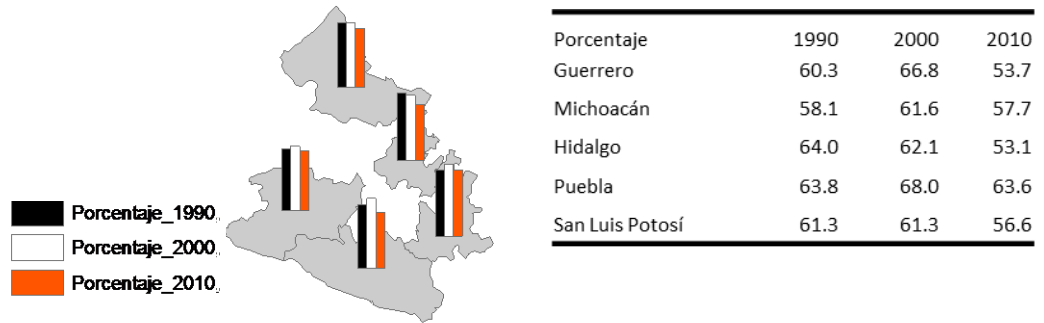 Porcentaje_1990
Porcentaje_2000
Porcentaje_2010
Porcentaje 1990 2000 2010
Guerrero 60.3 66.8 53.7
Michoacán 58.1 61.6 57.7
Hidalgo 64.0 62.1 53.1
Puebla 63.8 68.0 63.6
San Luis Potosí 61.3 61.3 56.6